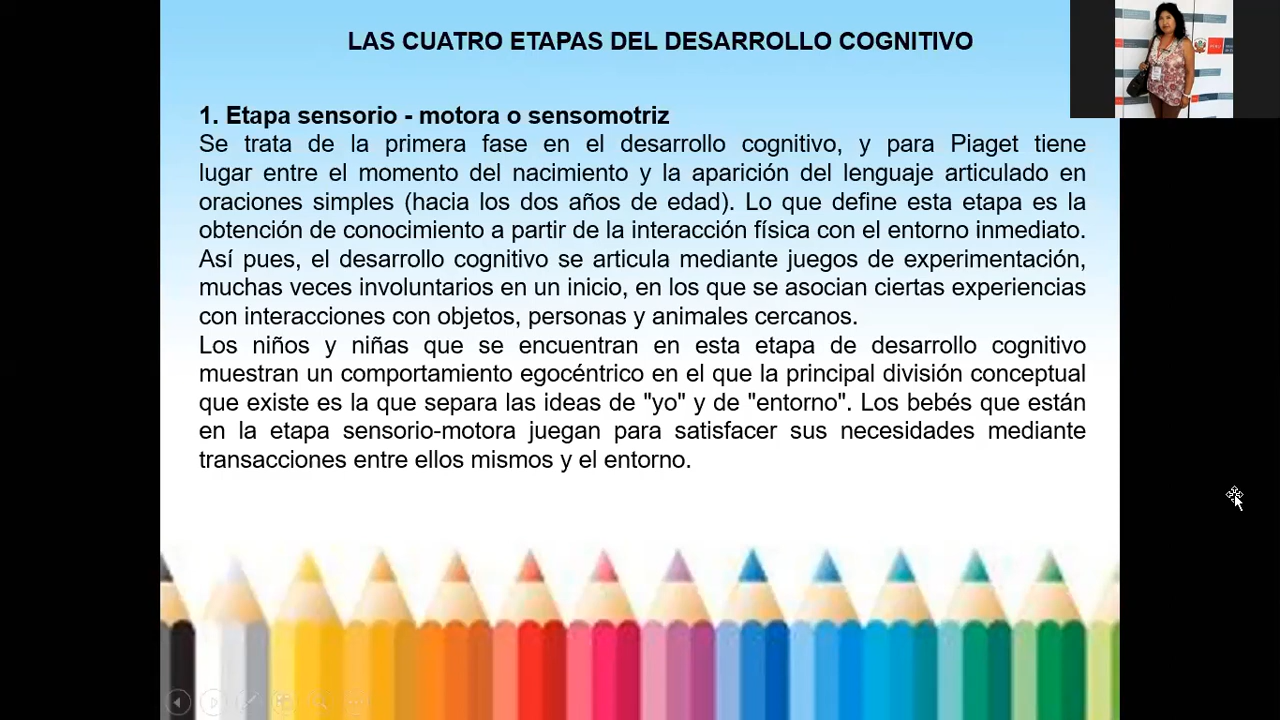 LAS CUATRO ETAPAS DEL DESARROLLO COGNITIVO
1. Etapa sensorio - motora o sensomotriz
Se trata de la primera fase en el desarrollo cognitivo, y para Piaget tiene
lugar entre el momento del nacimiento y la aparición del lenguaje articulado en
oraciones simples (hacia los dos años de edad). Lo que define esta etapa es la
obtención de conocimiento a partir de la interacción física con el entorno inmediato.
Así pues, el desarrollo cognitivo se articula mediante juegos de experimentación,
muchas veces involuntarios en un inicio, en los que se asocian ciertas experiencias
con interacciones con objetos, personas y animales cercanos.
Los niños y niñas que se encuentran en esta etapa de desarrollo cognitivo
muestran un comportamiento egocéntrico en el que la principal división conceptual
que existe es la que separa las ideas de "yo" y de "entorno". Los bebés que están
en la etapa sensorio-motora juegan para satisfacer sus necesidades mediante
transacciones entre ellos mismos y el entorno.